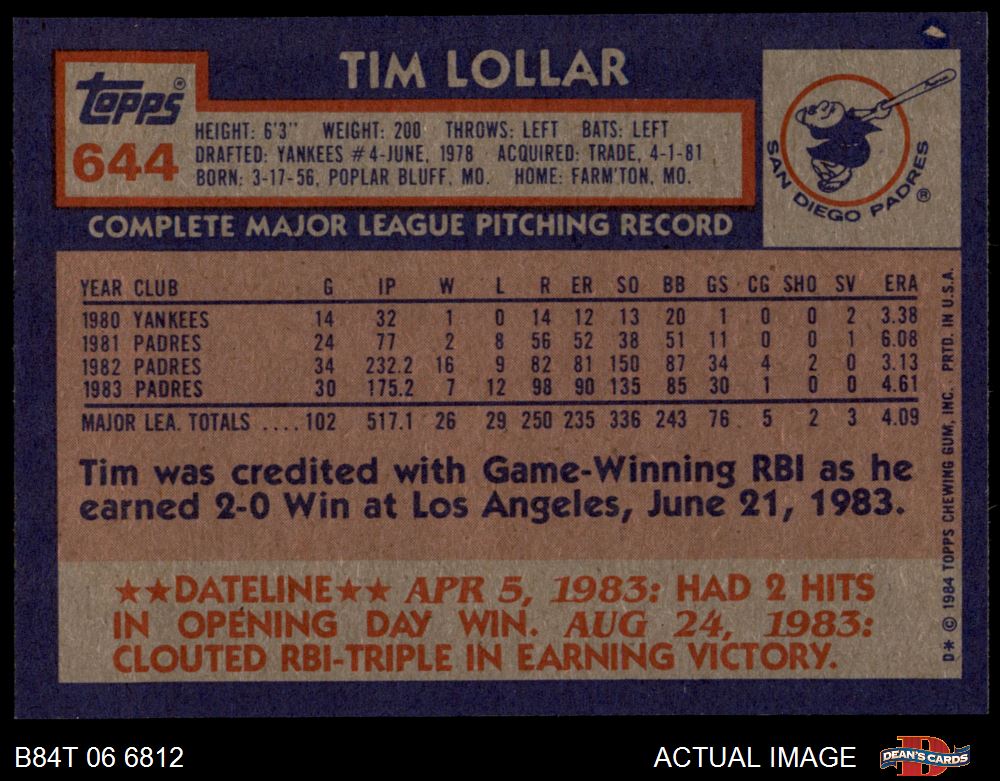 TIM LOLLAR
Topps®
644
HEIGHT: 6'3" WEIGHT: 200 THROWS: LEFT BATS: LEFT
DRAFTED: YANKEES #4-JUNE, 1978 ACQUIRED: TRADE, 4-1-81
BORN: 3-17-56, POPLAR BLUFF, MO. HOME: FARM'TON, MO.
SAN DIEGO PADRES ®
COMPLETE MAJOR LEAGUE PITCHING RECORD
YEAR CLUB G IP W L R ER SO BB GS CG SHO SV ERA
1980 YANKEES 14 32 1 0 14 12 13 20 1 0 0 2 3.38
1981 PADRES 24 77 2 8 56 52 38 51 11 0 0 1 6.08
1982 PADRES 34 232.2 16 9 82 81 150 87 34 4 2 0 3.13
1983 PADRES 30 175.2 7 12 98 90 135 85 30 1 0 0 4.61
MAJOR LEA. TOTALS ....102 517.1 26 29 250 235 336 243 76 5 2 3 4.09
Tim was credited with Game-Winning RBI as he
earned 2-0 Win at Los Angeles, June 21, 1983.
★★DATELINE★★ APR 5, 1983: HAD 2 HITS
IN OPENING DAY WIN. AUG 24, 1983:
CLOUTED RBI-TRIPLE IN EARNING VICTORY.
D* © 1984 TOPPS CHEWING GUM, INC. PRTD. IN U.S.A.
B84T 06 6812
ACTUAL IMAGE
DEAN'S CARDS